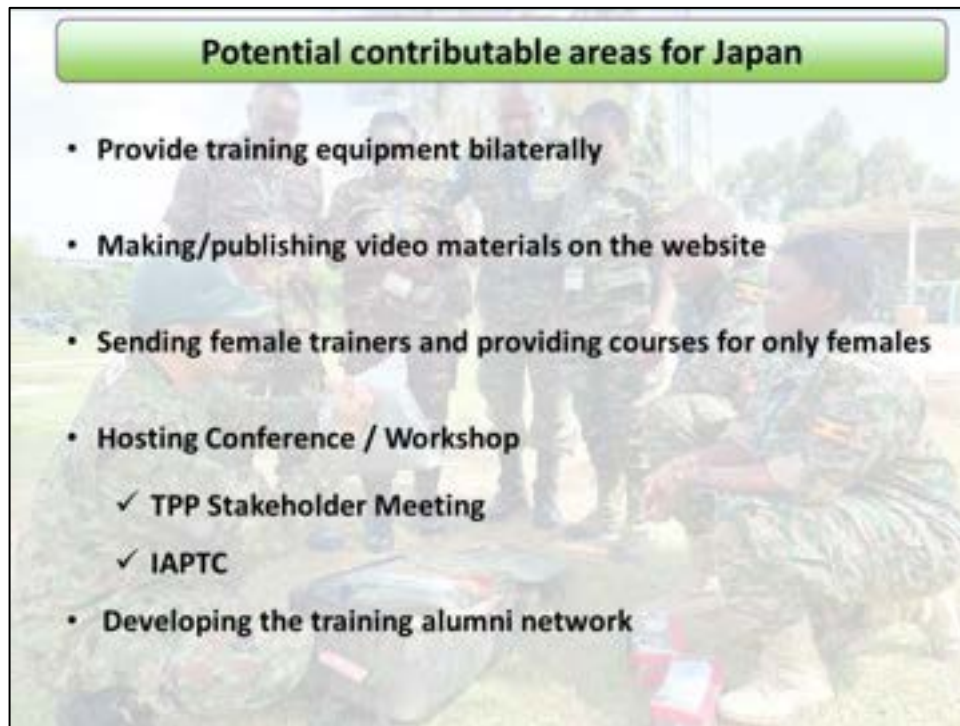 Potential contributable areas for Japan
• Provide training equipment bilaterally
• Making/publishing video materials on the website
• Sending female trainers and providing courses for only females
• Hosting Conference / Workshop
✓ TPP Stakeholder Meeting
✓ IAPTC
• Developing the training alumni network